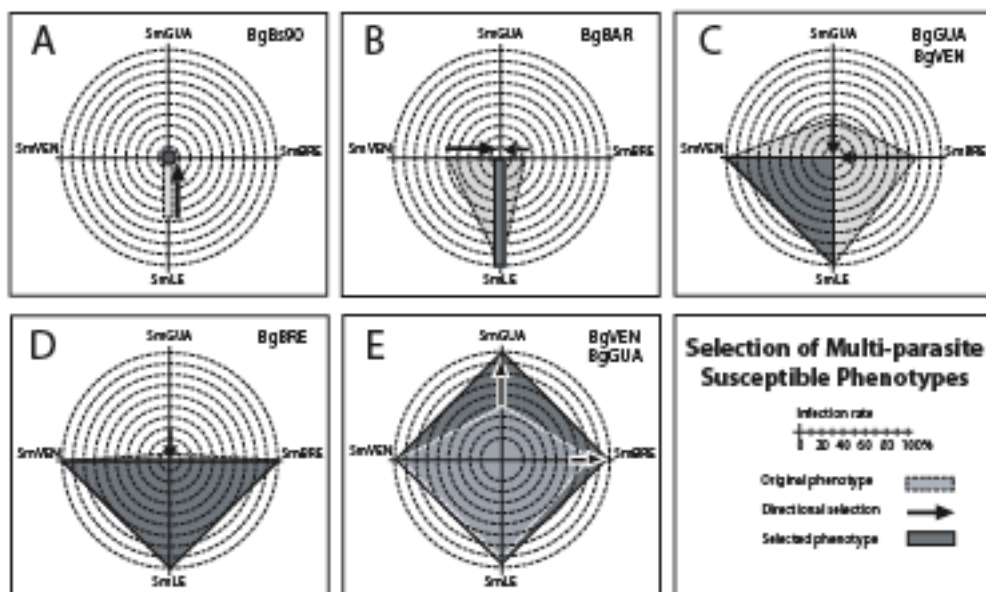 A
BgBs90
SmGUA
SmVEN
SmBRE
SmLE
B
BgBAR
SmGUA
SmVEN
SmBRE
SmLE
C
BgGUA
BgVEN
SmGUA
SmVEN
SmBRE
SmLE
D
BgBRE
SmGUA
SmVEN
SmBRE
SmLE
E
BgVEN
BgGUA
SmGUA
SmVEN
SmBRE
SmLE
Selection of Multi-parasite
Susceptible Phenotypes
Infection rate
0 20 40 60 80 100%
Original phenotype
Directional selection
Selected phenotype